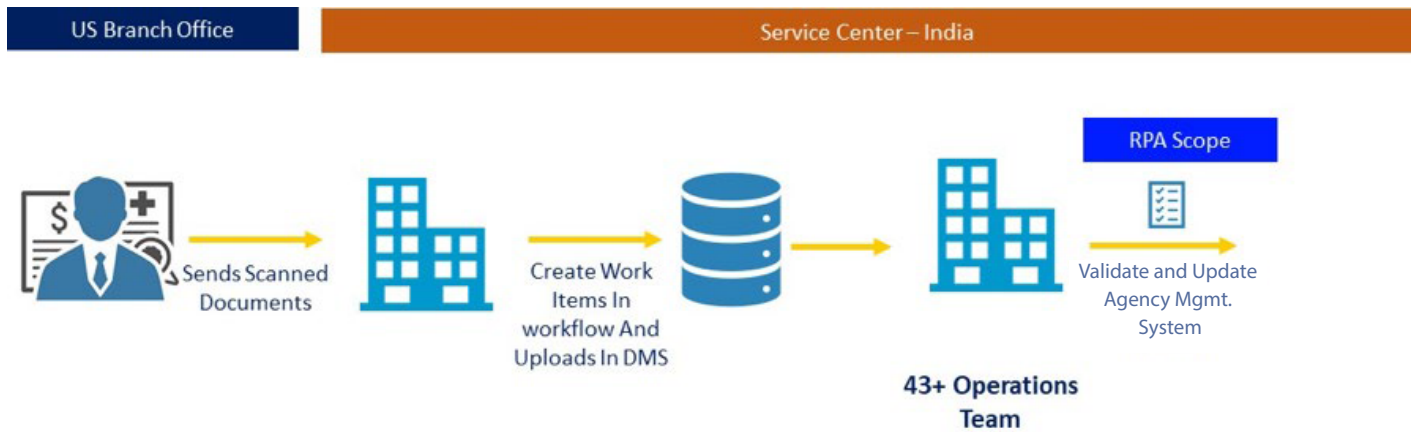 US Branch Office
Service Center – India
RPA Scope
$
Sends Scanned
Documents
Create Work
Items In
workflow And
Uploads In DMS
Validate and Update
Agency Mgmt.
System
43+ Operations
Team